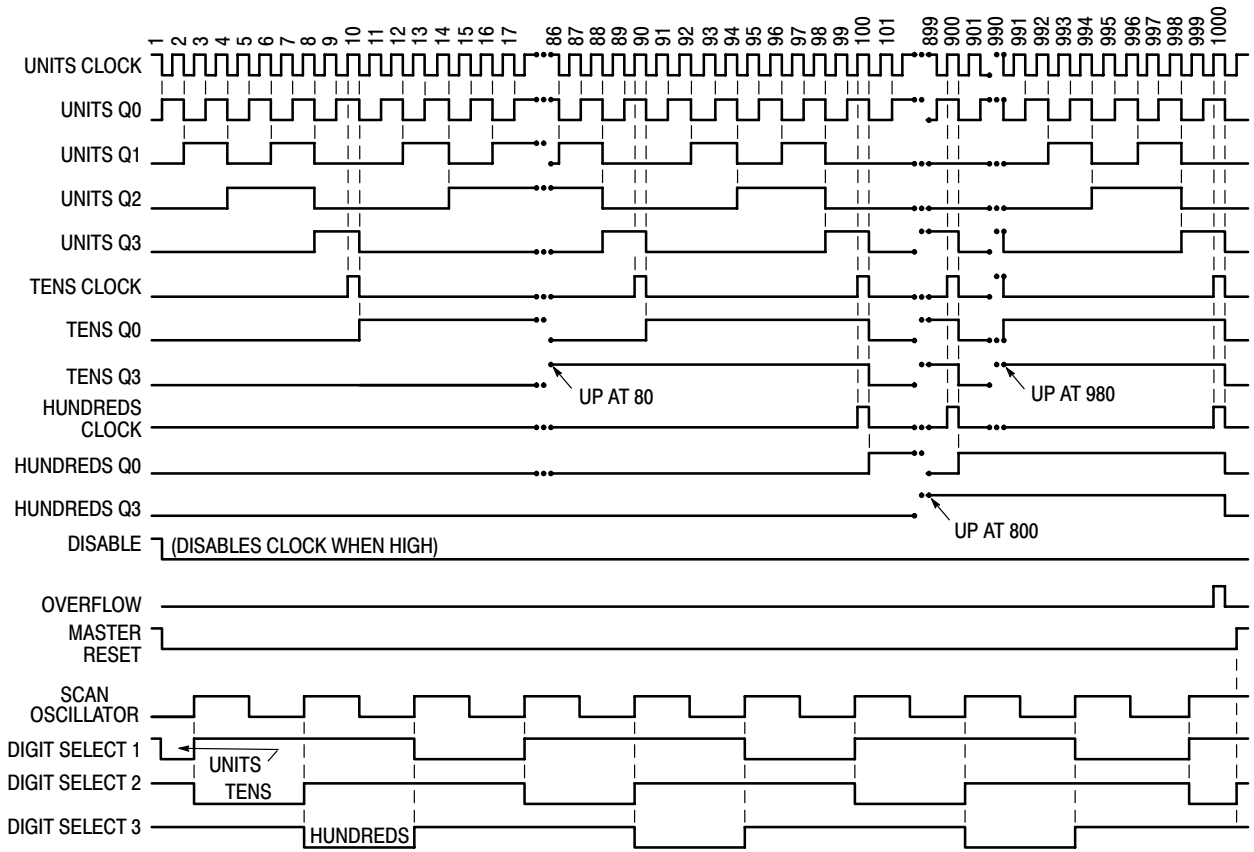 1 2 3 4 5 6 7 8 9 10 11 12 13 14 15 16 17 86 87 88 89 90 91 92 93 94 95 96 97 98 99 100 101 899 900 901 990 991 992 993 994 995 996 997 998 999 1000
UNITS CLOCK
UNITS Q0
UNITS Q1
UNITS Q2
UNITS Q3
TENS CLOCK
TENS Q0
TENS Q3
UP AT 80
UP AT 980
HUNDREDS
CLOCK
HUNDREDS Q0
HUNDREDS Q3
UP AT 800
DISABLE
(DISABLES CLOCK WHEN HIGH)
OVERFLOW
MASTER
RESET
SCAN
OSCILLATOR
DIGIT SELECT 1
UNITS
DIGIT SELECT 2
TENS
DIGIT SELECT 3
HUNDREDS